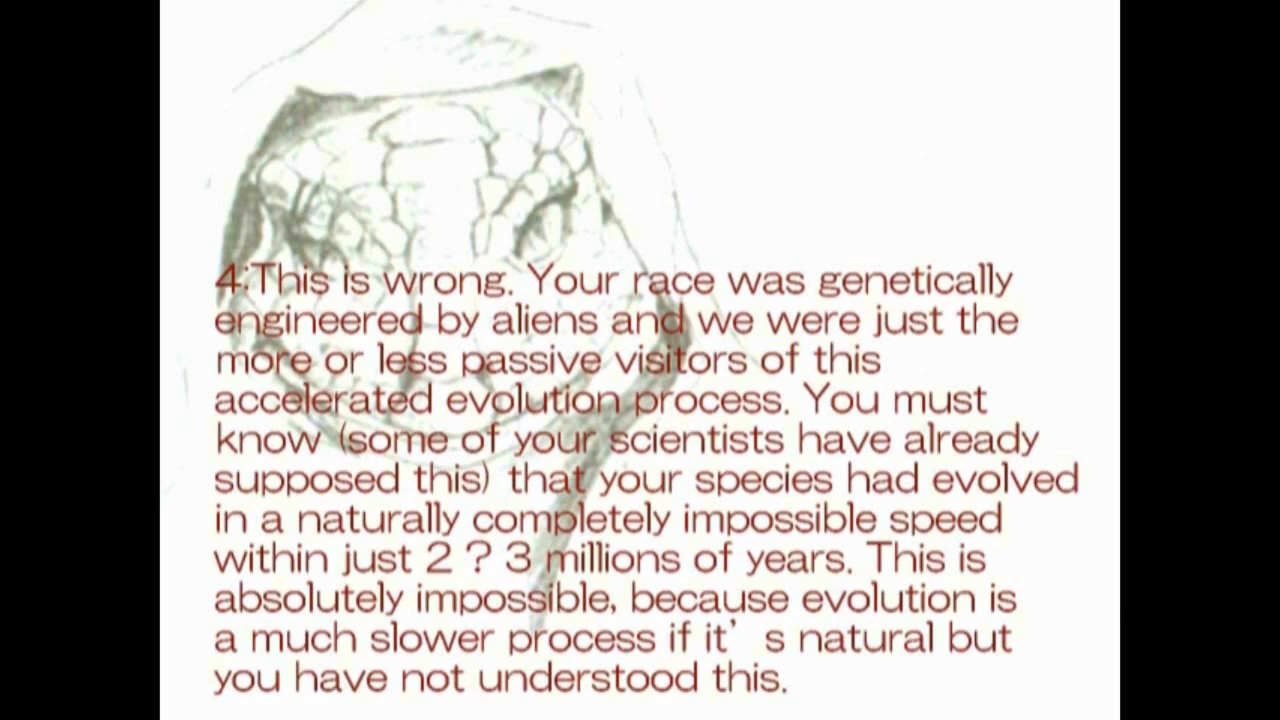 4:This is wrong. Your race was genetically
engineered by aliens and we were just the
more or less passive visitors of this
accelerated evolution process. You must
know (some of your scientists have already
supposed this) that your species had evolved
in a naturally completely impossible speed
within just 2 ? 3 millions of years. This is
absolutely impossible, because evolution is
a much slower process if it’ s natural but
you have not understood this.